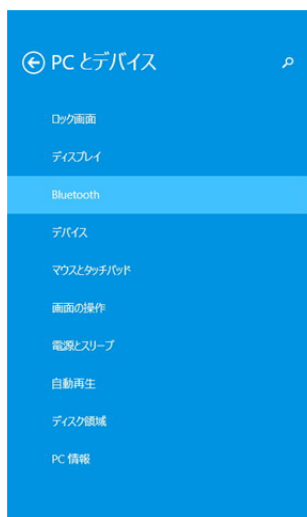 PC とデバイス
ロック画面
ディスプレイ
Bluetooth
デバイス
マウスとタッチパッド
画面の操作
電源とスリープ
自動再生
ディスク領域
PC 情報